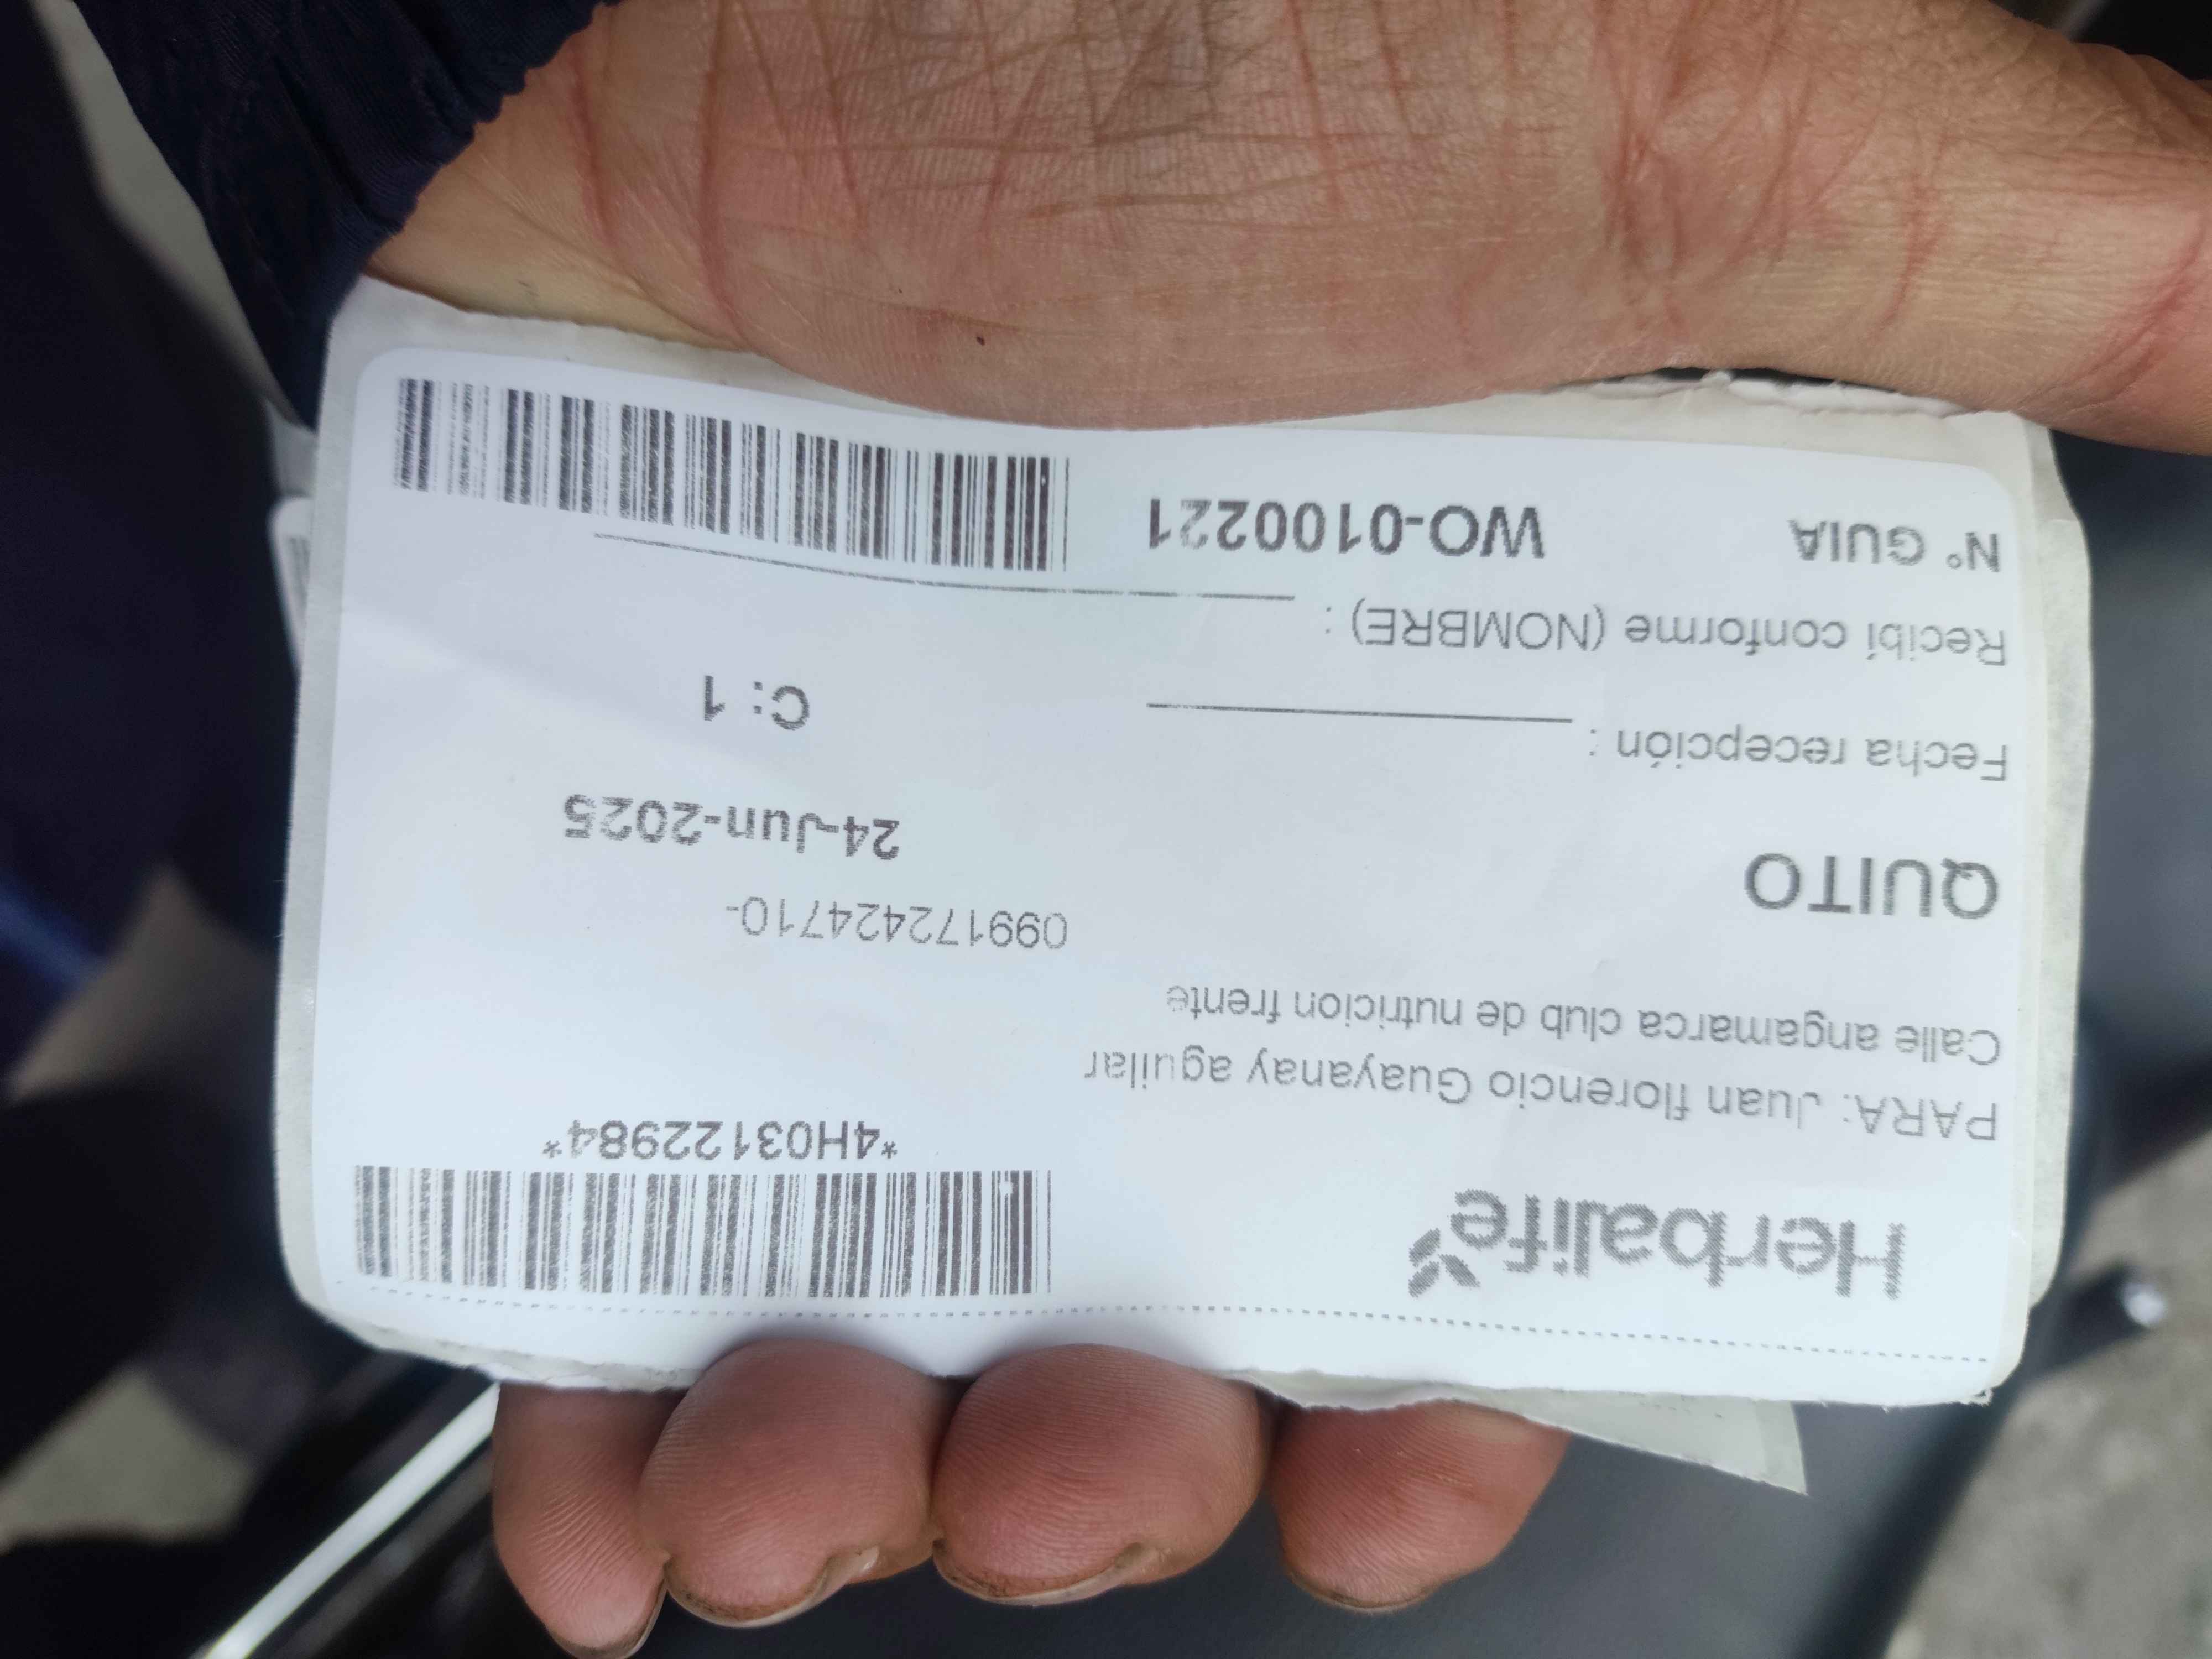 Herbalife
*4H03122984*
PARA: Juan florencio Guayanay aguilar
Calle angamarca club de nutricion frente
099172424710-
QUITO
24-Jun-2025
Fecha recepción :
C: 1
Recibí conforme (NOMBRE) :
N° GUIA WO-0100221